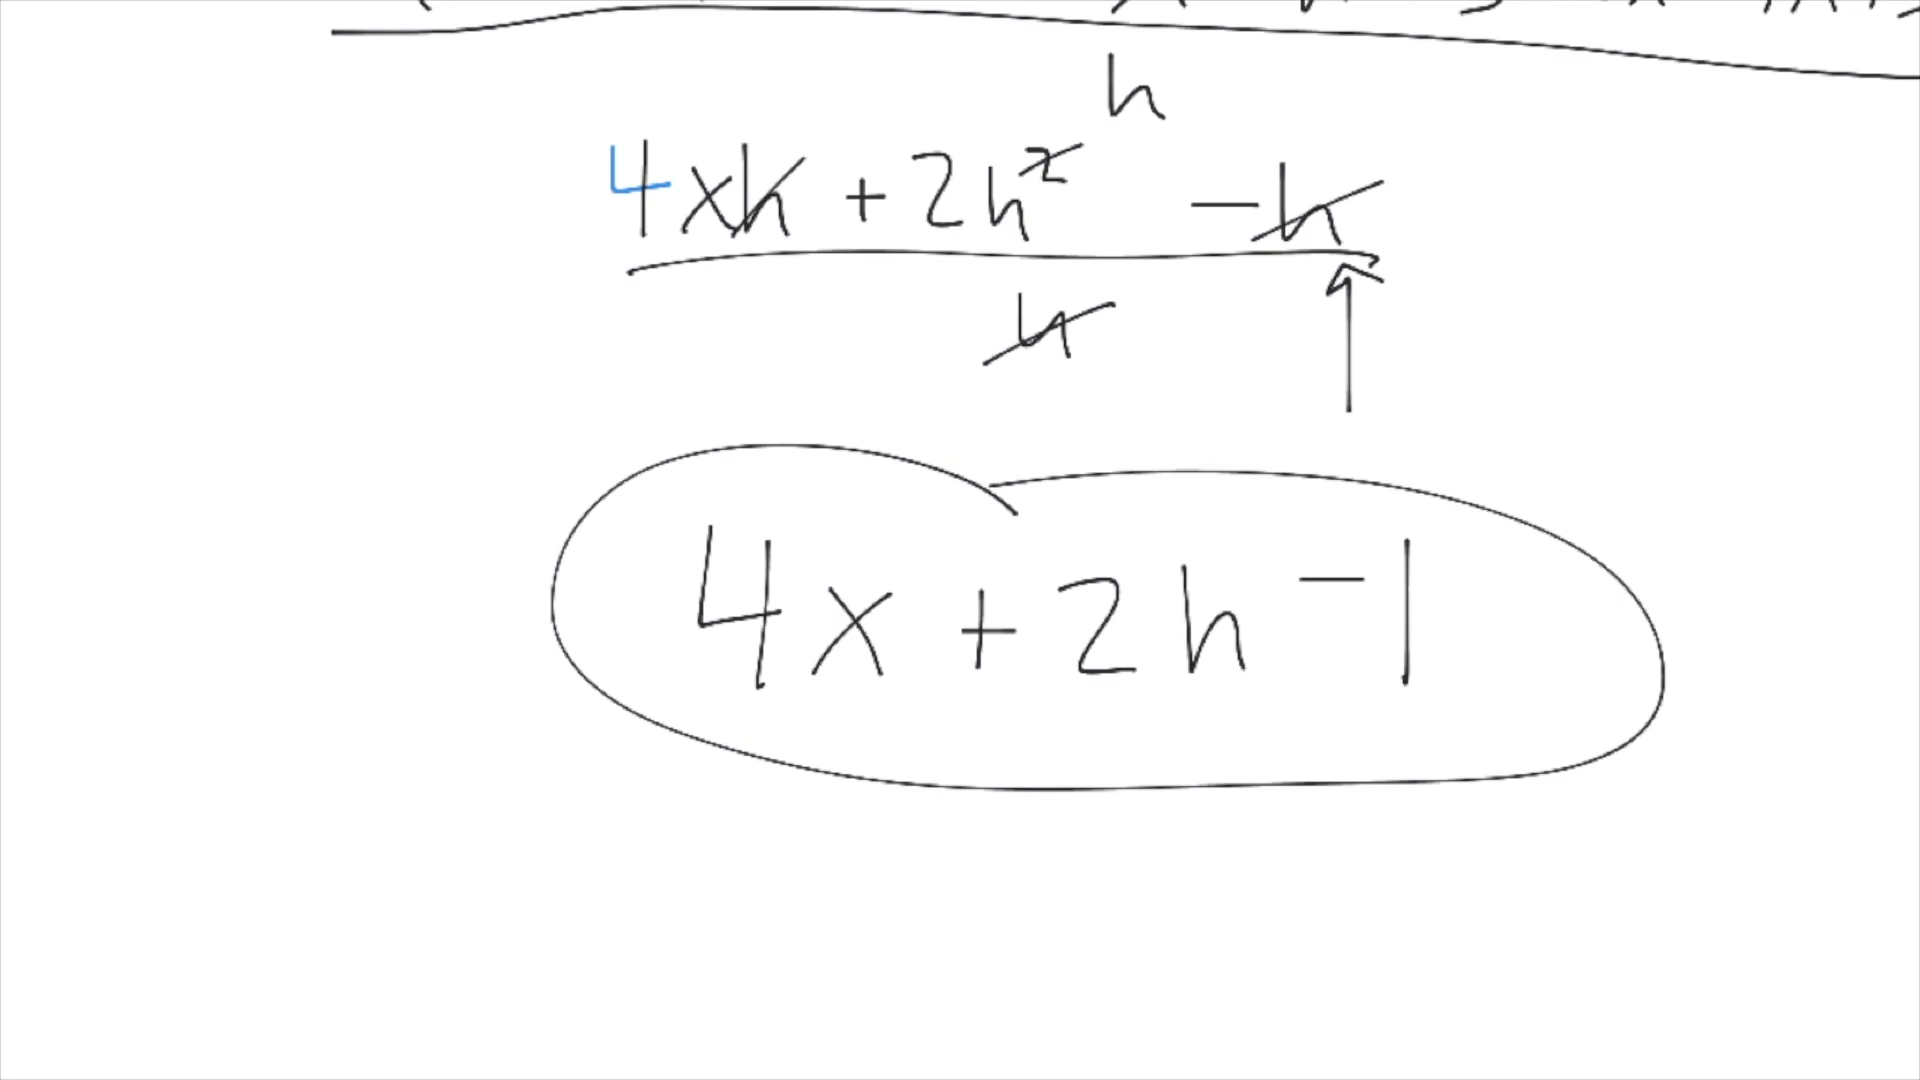 h
4xh + 2h² - h
h
4x + 2h - 1